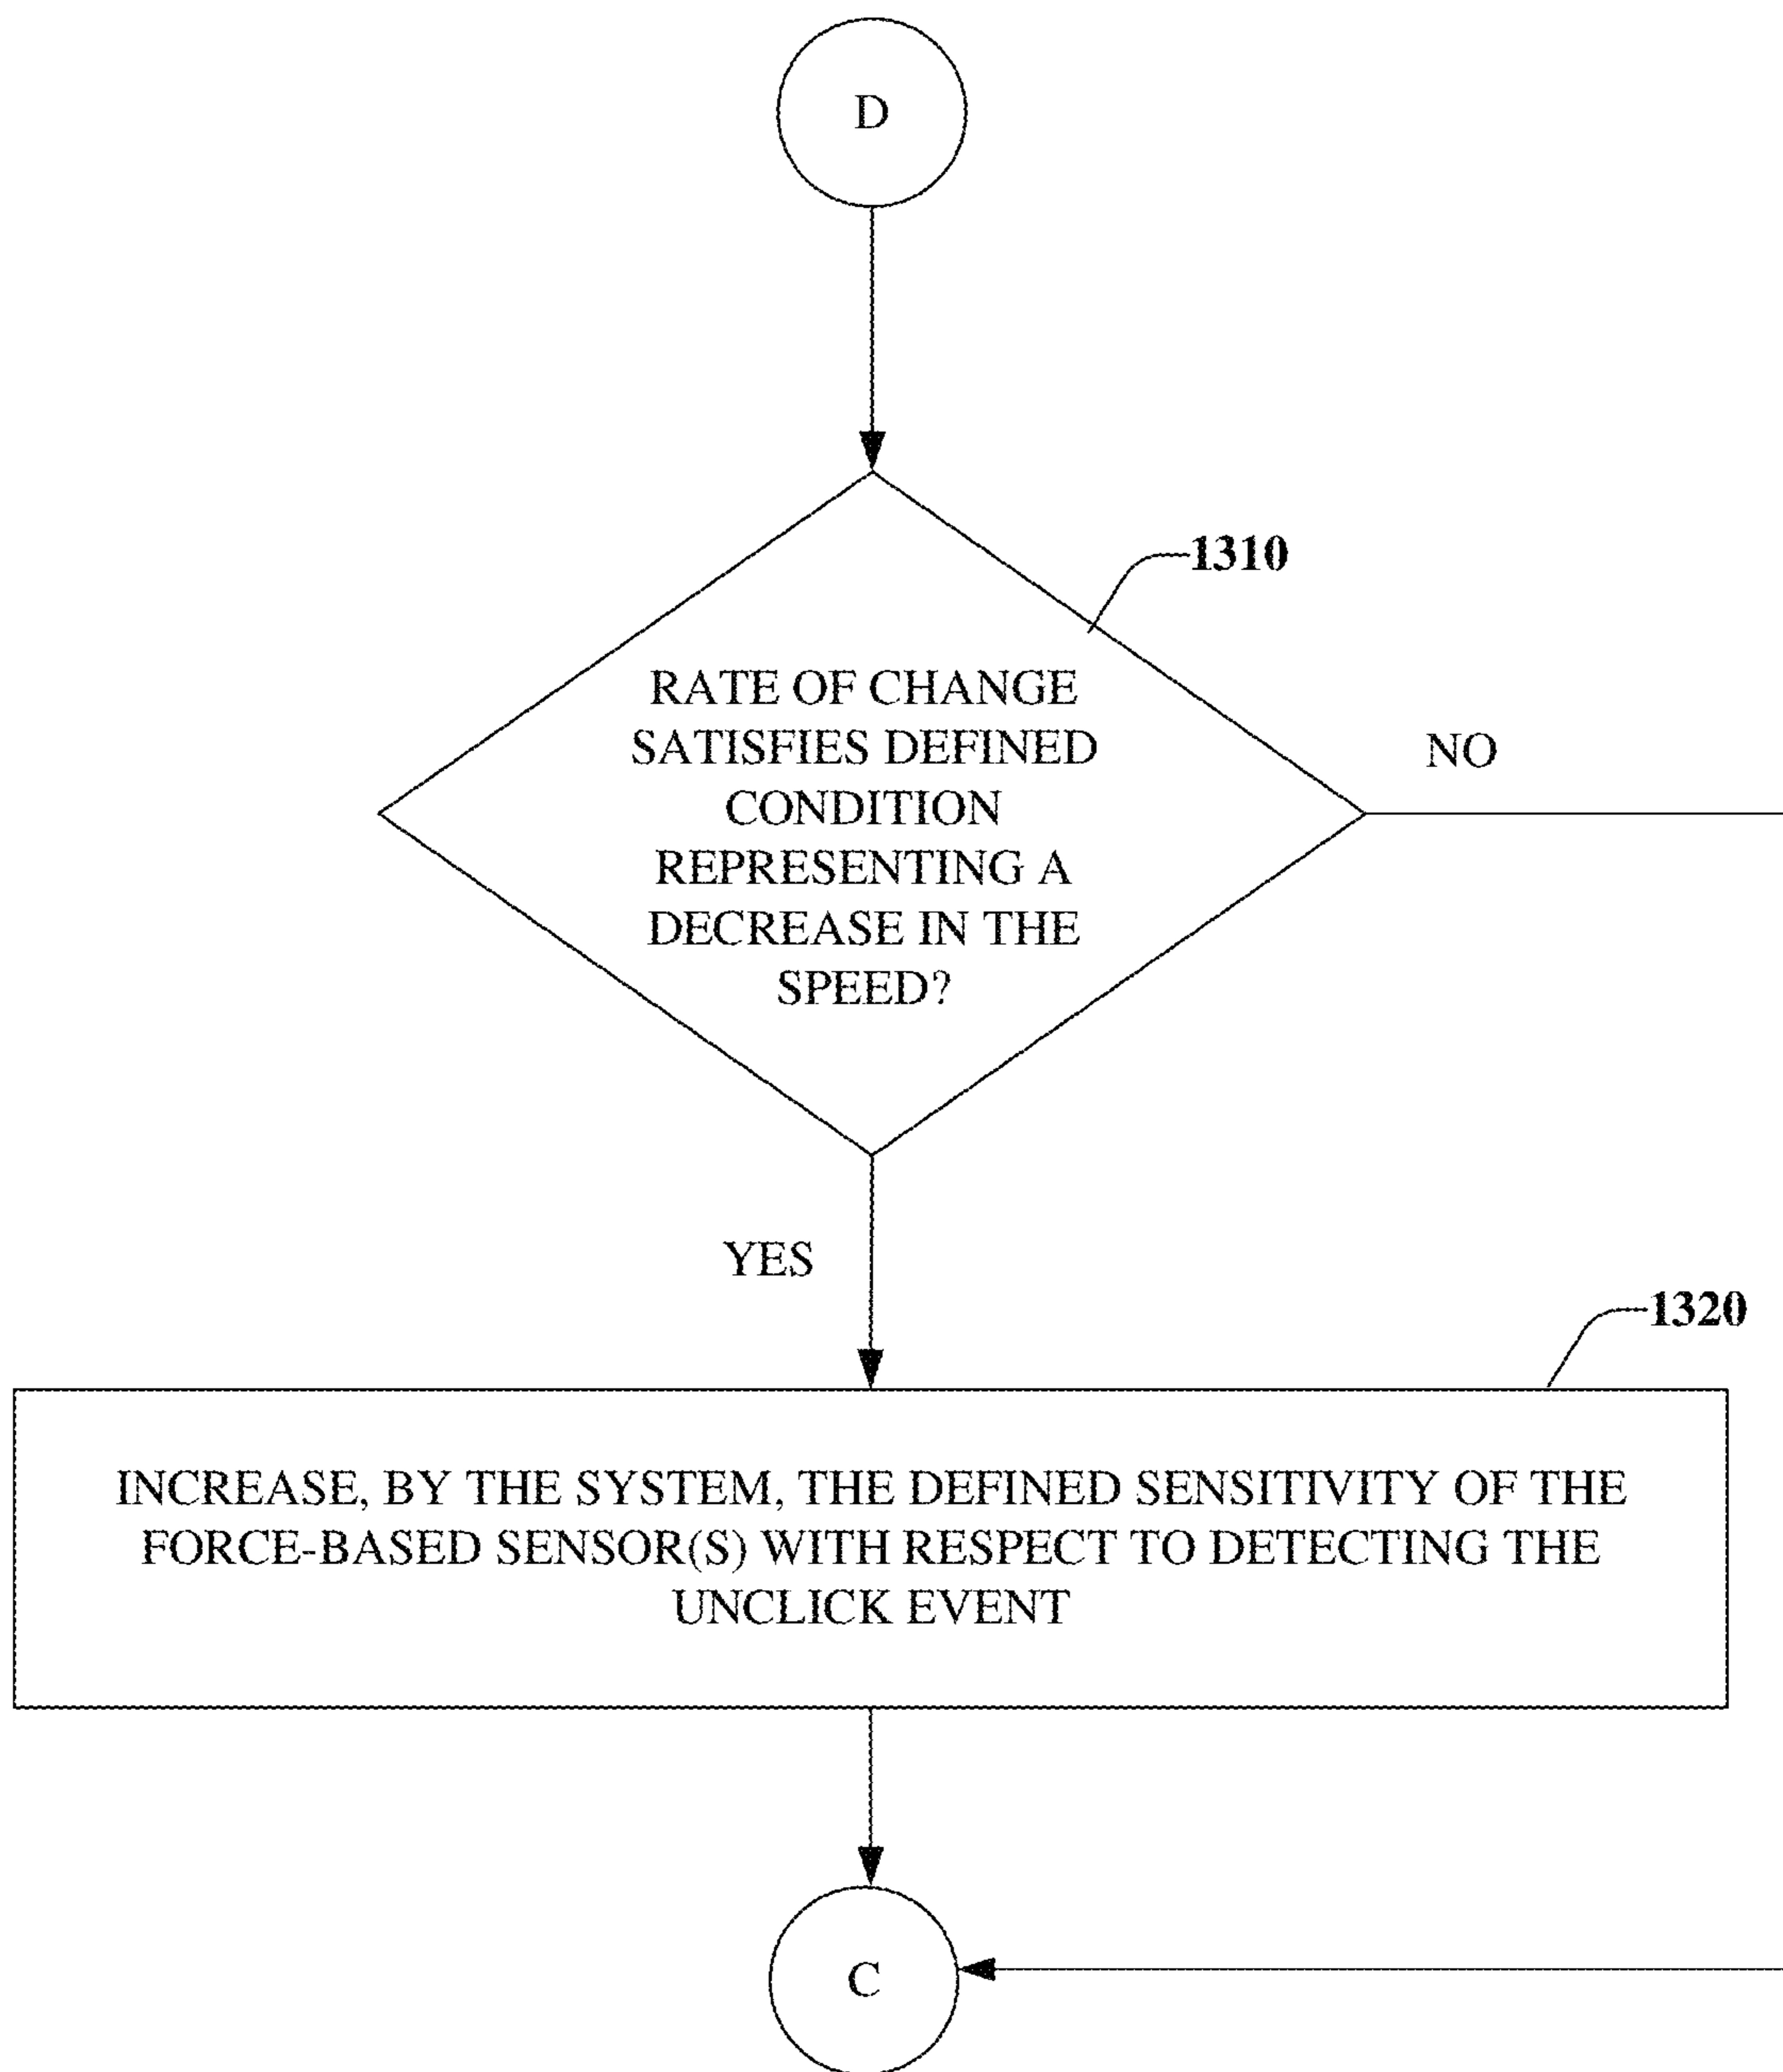 D
1310
RATE OF CHANGE
SATISFIES DEFINED
CONDITION
REPRESENTING A
DECREASE IN THE
SPEED?
NO
YES
1320
INCREASE, BY THE SYSTEM, THE DEFINED SENSITIVITY OF THE
FORCE-BASED SENSOR(S) WITH RESPECT TO DETECTING THE
UNCLICK EVENT
C